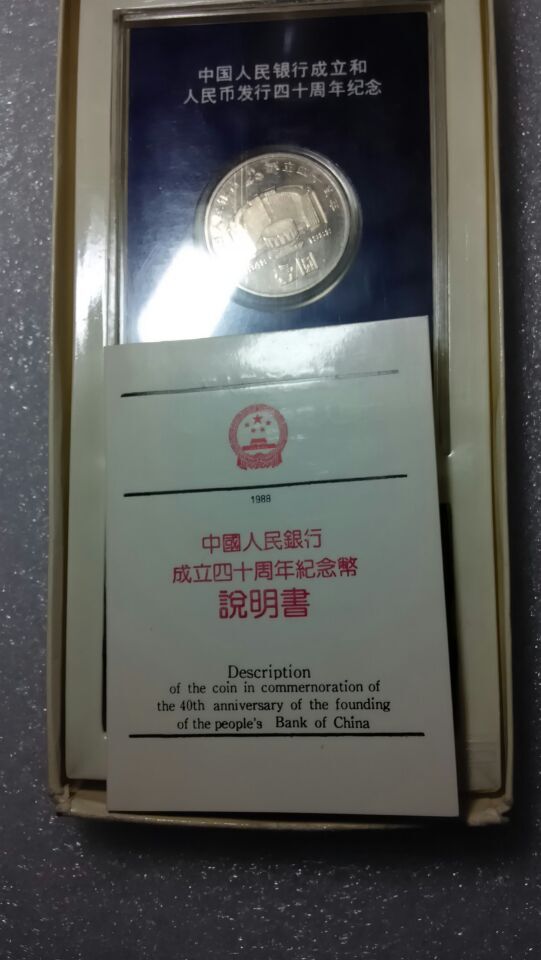 中国人民银行成立和
人民币发行四十周年纪念
壹圆
1988
中國人民銀行
成立四十周年紀念幣
說明書
Description
of the coin in commernoration of
the 40th anniversary of the founding
of the people's Bank of China